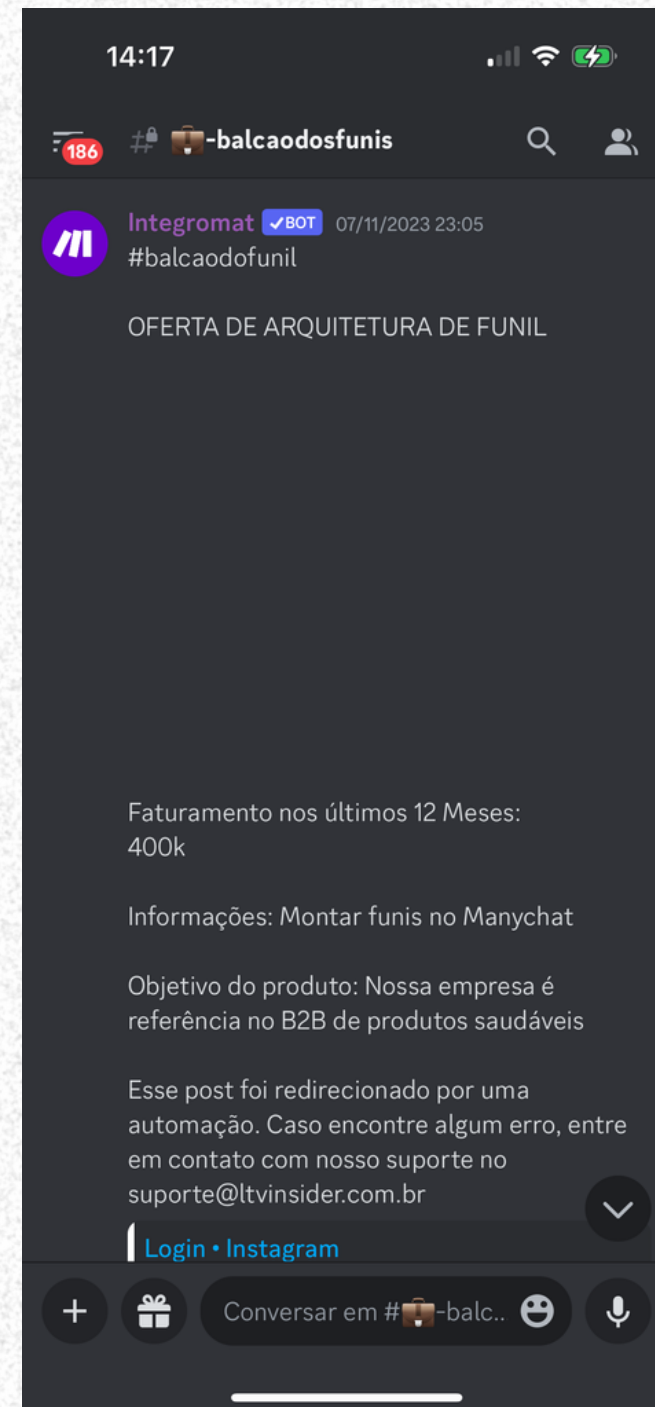 14:17
186
# -balcaodosfunis
Integromat ✓BOT 07/11/2023 23:05
#balcaodofunil
OFERTA DE ARQUITETURA DE FUNIL
Faturamento nos últimos 12 Meses:
400k
Informações: Montar funis no Manychat
Objetivo do produto: Nossa empresa é
referência no B2B de produtos saudáveis
Esse post foi redirecionado por uma
automação. Caso encontre algum erro, entre
em contato com nosso suporte no
suporte@ltvinsider.com.br
Login • Instagram
Conversar em #💼-balc..